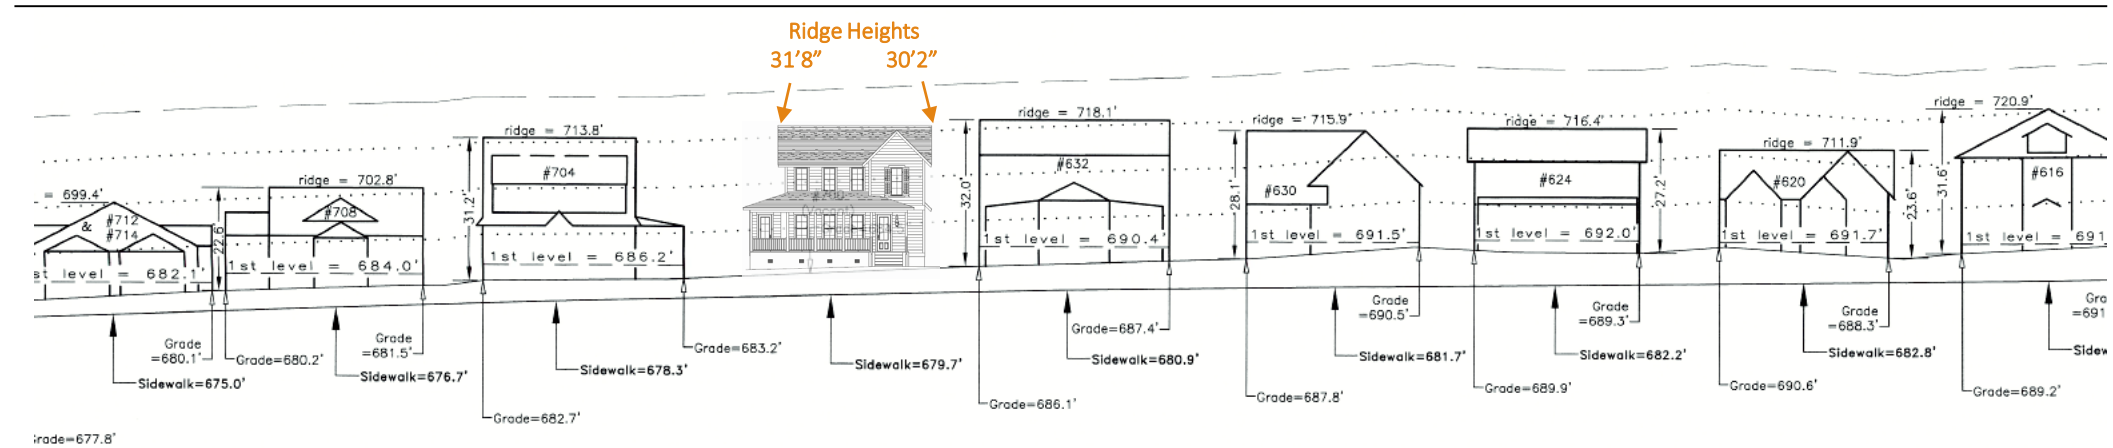 Ridge Heights
31'8" 30'2"
ridge = 720.9'
ridge = 718.1'
ridge = 715.9'
ridge = 716.4'
ridge = 713.8'
ridge = 711.9'
ridge = 702.8'
= 699.4'
#712
&
#714
22.6'
#708
31.2'
#704
(Vacant)
32.0'
#632
28.1'
#630
#624
27.2'
#620
23.6'
31.6'
#616
st level = 682.1'
1st level = 684.0'
1st level = 686.2'
1st level = 690.4'
1st level = 691.5'
1st level = 692.0'
1st level = 691.7'
1st level = 691
Grade
=680.1'
Grade=680.2'
Grade
=681.5'
Grade=683.2'
Grade=687.4'
Grade
=690.5'
Grade
=689.3'
Grade
=688.3'
Gra
=691
Sidewalk=675.0'
Sidewalk=676.7'
Sidewalk=678.3'
Sidewalk=679.7'
Sidewalk=680.9'
Sidewalk=681.7'
Sidewalk=682.2'
Sidewalk=682.8'
Sidew
Grade=682.7'
Grade=686.1'
Grade=687.8'
Grade=689.9'
Grade=690.6'
Grade=689.2'
Grade=677.8'